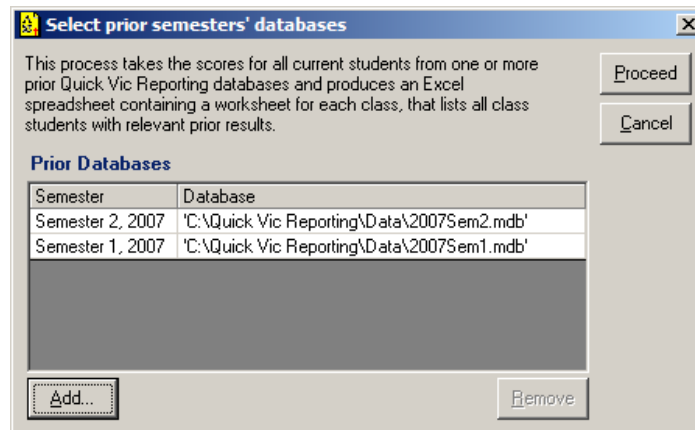 Select prior semesters' databases
This process takes the scores for all current students from one or more
prior Quick Vic Reporting databases and produces an Excel
spreadsheet containing a worksheet for each class, that lists all class
students with relevant prior results.
Proceed
Cancel
Prior Databases
Semester Database
Semester 2, 2007 'C:\Quick Vic Reporting\Data\2007Sem2.mdb'
Semester 1, 2007 'C:\Quick Vic Reporting\Data\2007Sem1.mdb'
Add... Remove